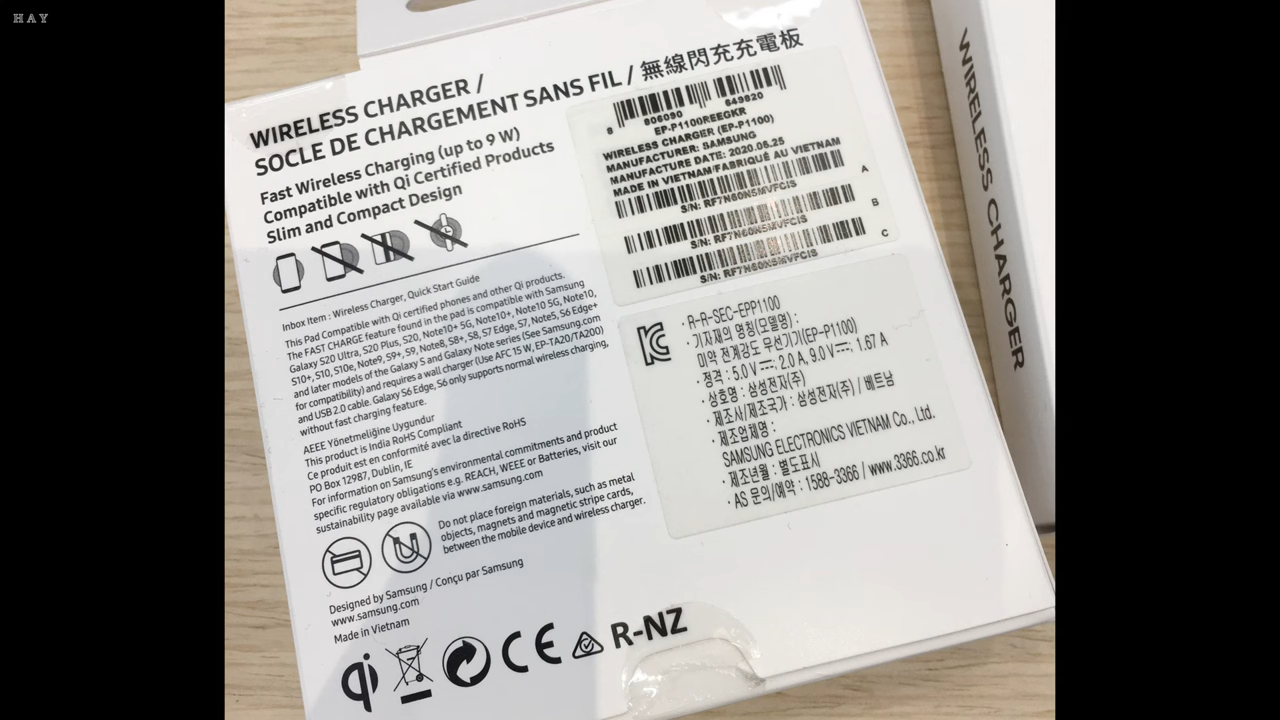 HAY
WIRELESS CHARGER /
SOCLE DE CHARGEMENT SANS FIL / 無線閃充充電板
Fast Wireless Charging (up to 9 W)
Compatible with Qi Certified Products
Slim and Compact Design
Inbox Item : Wireless Charger, Quick Start Guide
This Pad Compatible with Qi certified phones and other Qi products.
The FAST CHARGE feature found in the pad is compatible with Samsung
Galaxy S20 Ultra, S20 Plus, S20, Note10+ 5G, Note10+, Note10 5G, Note10,
S10+, S10, S10e, Note9, S9+, S9, Note8, S8+, S8, S7 Edge, S7, Note5, S6 Edge+
and later models of the Galaxy S and Galaxy Note series (See Samsung.com
for compatibility) and requires a wall charger (Use AFC 15 W, EP-TA20/TA200)
and USB 2.0 cable. Galaxy S6 Edge, S6 only supports normal wireless charging,
without fast charging feature.
AEEE Yönetmeliğine Uygundur
This product is India RoHS Compliant
Ce produit est en conformité avec la directive RoHS
PO Box 12987, Dublin, IE
For information on Samsung's environmental commitments and product
specific regulatory obligations e.g. REACH, WEEE or Batteries, visit our
sustainability page available via www.samsung.com
Do not place foreign materials, such as metal
objects, magnets and magnetic stripe cards,
between the mobile device and wireless charger.
Designed by Samsung / Conçu par Samsung
www.samsung.com
Made in Vietnam
qi CE R-NZ
8 806090 649820
EP-P1100REEGKR
WIRELESS CHARGER (EP-P1100)
MANUFACTURER: SAMSUNG
MANUFACTURE DATE: 2020.06.25
MADE IN VIETNAM/FABRIQUÉ AU VIETNAM
A
S/N: RF7N60N5MVFCIS
B
S/N: RF7N60N5MVFCIS
C
S/N: RF7N60N5MVFCIS
· R-R-SEC-EPP1100
· 기자재의 명칭(모델명) :
미약 전계강도 무선기기(EP-P1100)
· 정격 : 5.0 V⎓: 2.0 A, 9.0 V⎓: 1.67 A
· 상호명 : 삼성전자(주)
· 제조사/제조국가 : 삼성전자(주) / 베트남
· 제조업체명 :
SAMSUNG ELECTRONICS VIETNAM Co., Ltd.
· 제조년월 : 별도표시
· AS 문의/예약 : 1588-3366 / www.3366.co.kr
WIRELESS CHARGER